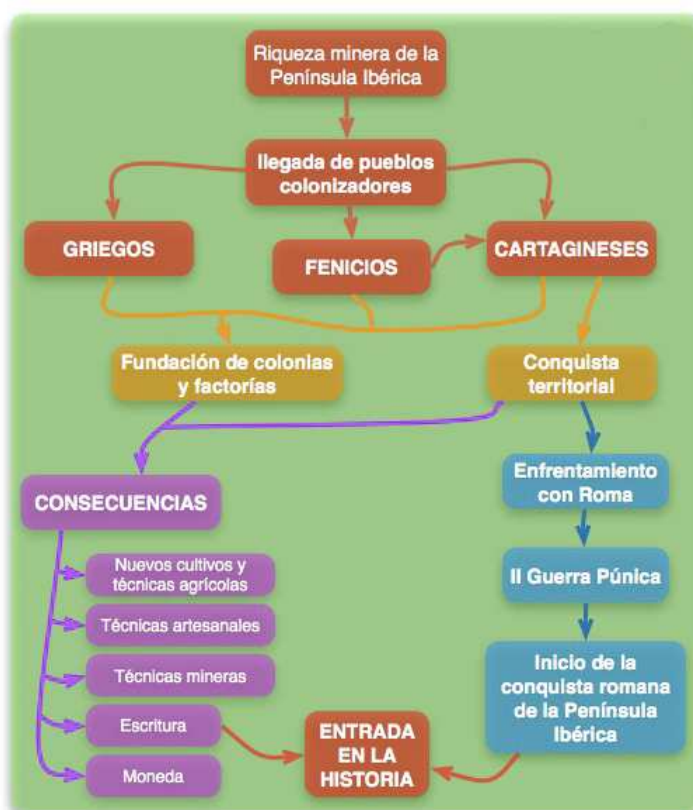 Riqueza minera de la
Península Ibérica
llegada de pueblos
colonizadores
GRIEGOS
FENICIOS
CARTAGINESES
Fundación de colonias
y factorías
Conquista
territorial
CONSECUENCIAS
Nuevos cultivos y
técnicas agrícolas
Técnicas artesanales
Técnicas mineras
Escritura
Moneda
Enfrentamiento
con Roma
II Guerra Púnica
Inicio de la
conquista romana
de la Península
Ibérica
ENTRADA
EN LA
HISTORIA